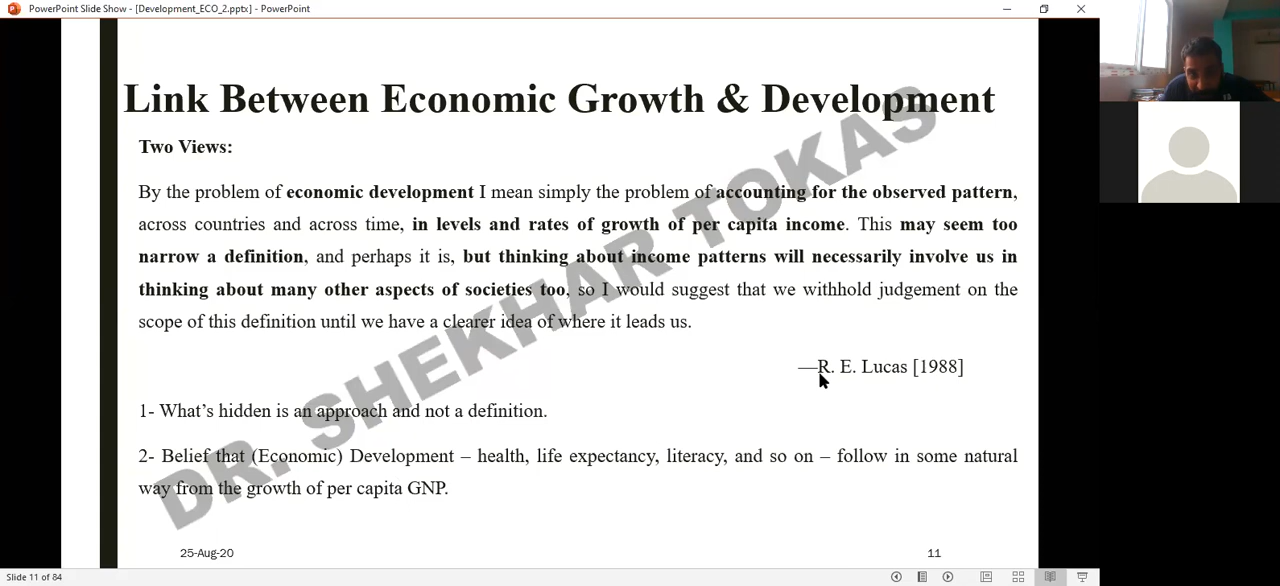 PowerPoint Slide Show - [Development_ECO_2.pptx] - PowerPoint
Link Between Economic Growth & Development
Two Views:
By the problem of economic development I mean simply the problem of accounting for the observed pattern,
across countries and across time, in levels and rates of growth of per capita income. This may seem too
narrow a definition, and perhaps it is, but thinking about income patterns will necessarily involve us in
thinking about many other aspects of societies too, so I would suggest that we withhold judgement on the
scope of this definition until we have a clearer idea of where it leads us.
—R. E. Lucas [1988]
1- What's hidden is an approach and not a definition.
2- Belief that (Economic) Development – health, life expectancy, literacy, and so on – follow in some natural
way from the growth of per capita GNP.
DR. SHEKHAR TOKAS
25-Aug-20
11
Slide 11 of 84